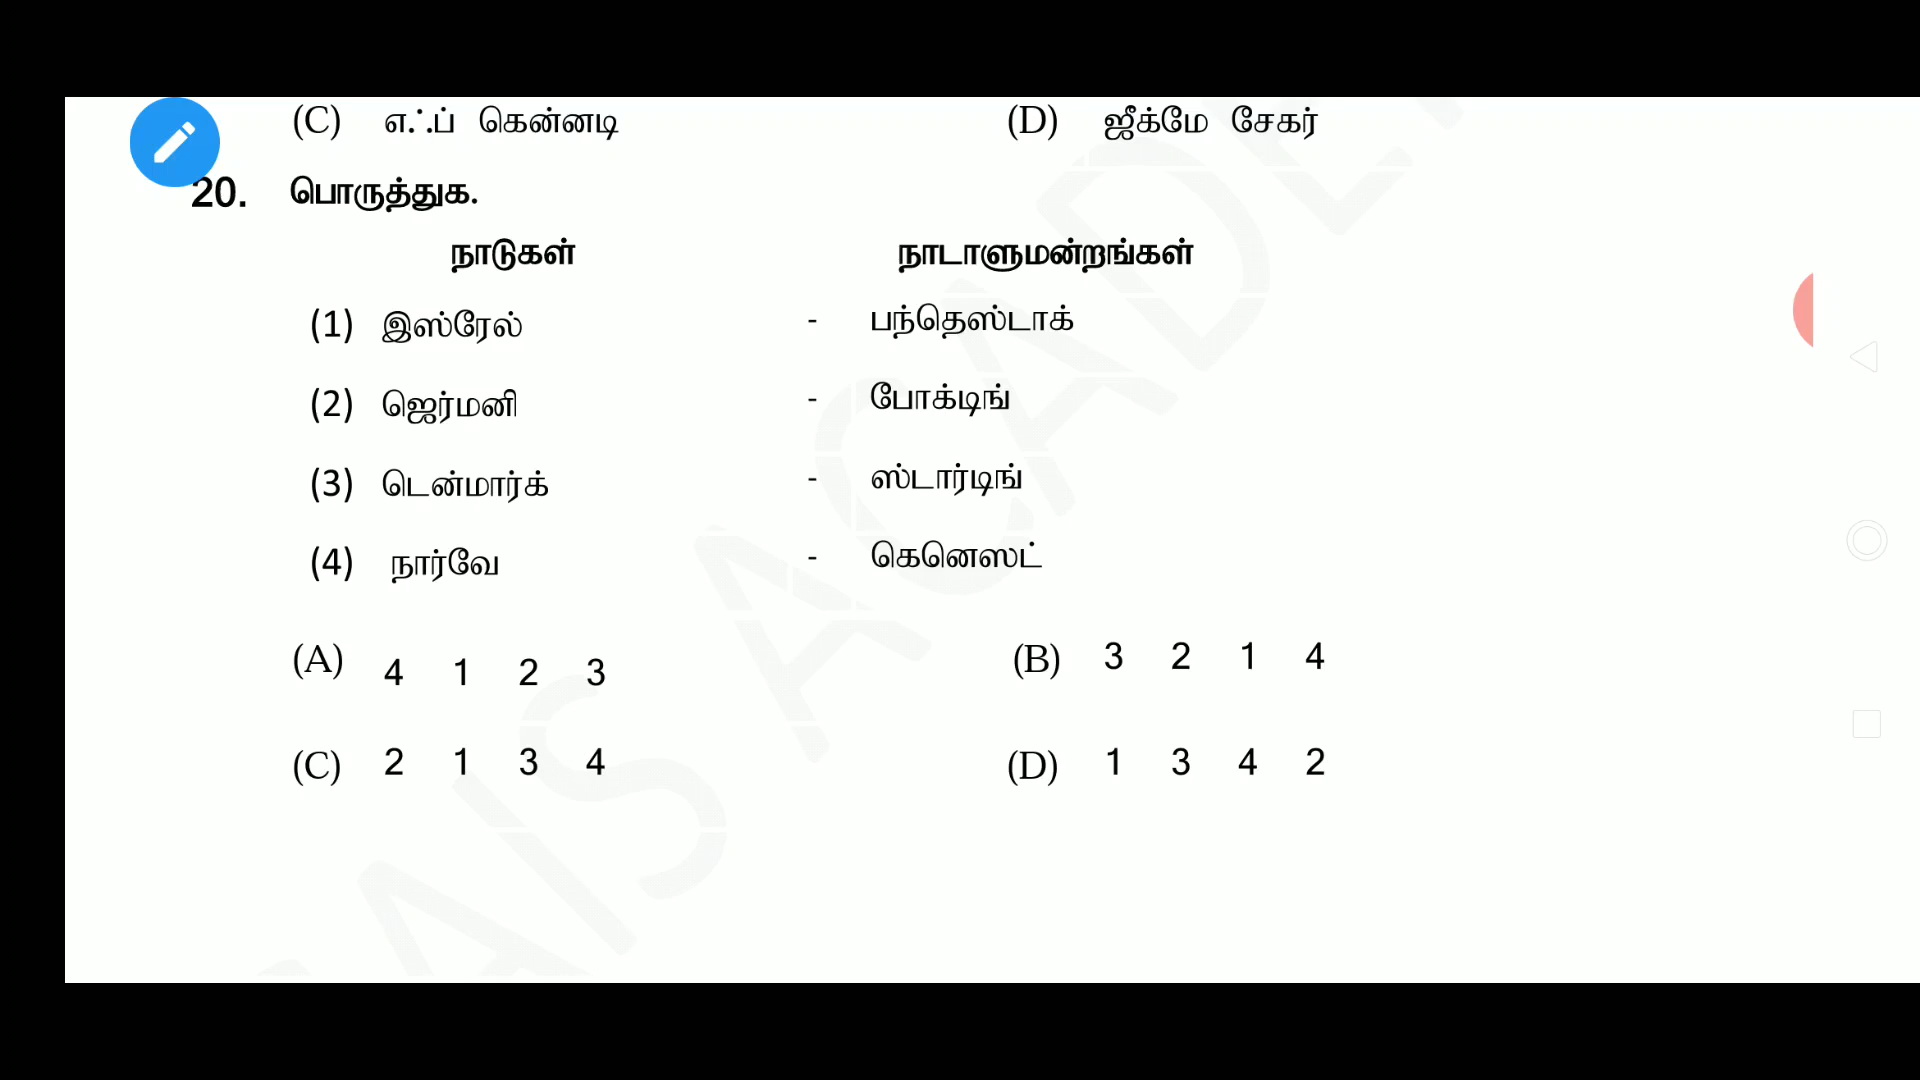 (C) எஃப் கென்னடி (D) ஜீக்மே சேகர்
20. பொருத்துக.
நாடுகள் நாடாளுமன்றங்கள்
(1) இஸ்ரேல் - பந்தெஸ்டாக்
(2) ஜெர்மனி - போக்டிங்
(3) டென்மார்க் - ஸ்டார்டிங்
(4) நார்வே - கெனெஸட்
(A) 4 1 2 3 (B) 3 2 1 4
(C) 2 1 3 4 (D) 1 3 4 2